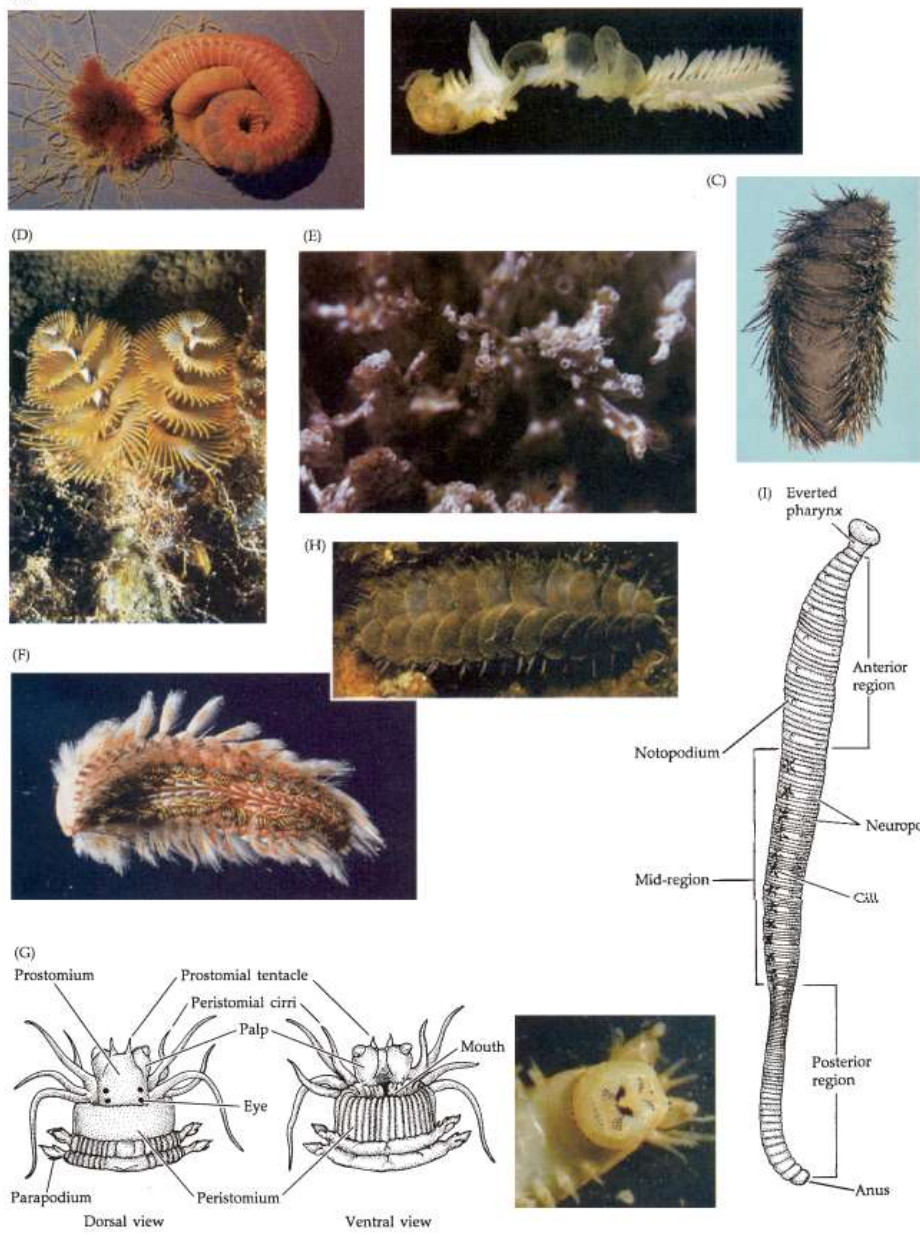 (C)
(D)
(E)
(I) Everted
pharynx
(H)
(F)
Anterior
region
Notopodium
Neuropo
Mid-region
Gill
(G)
Prostomium
Prostomial tentacle
Peristomial cirri
Palp
Mouth
Eye
Posterior
region
Parapodium
Peristomium
Anus
Dorsal view
Ventral view